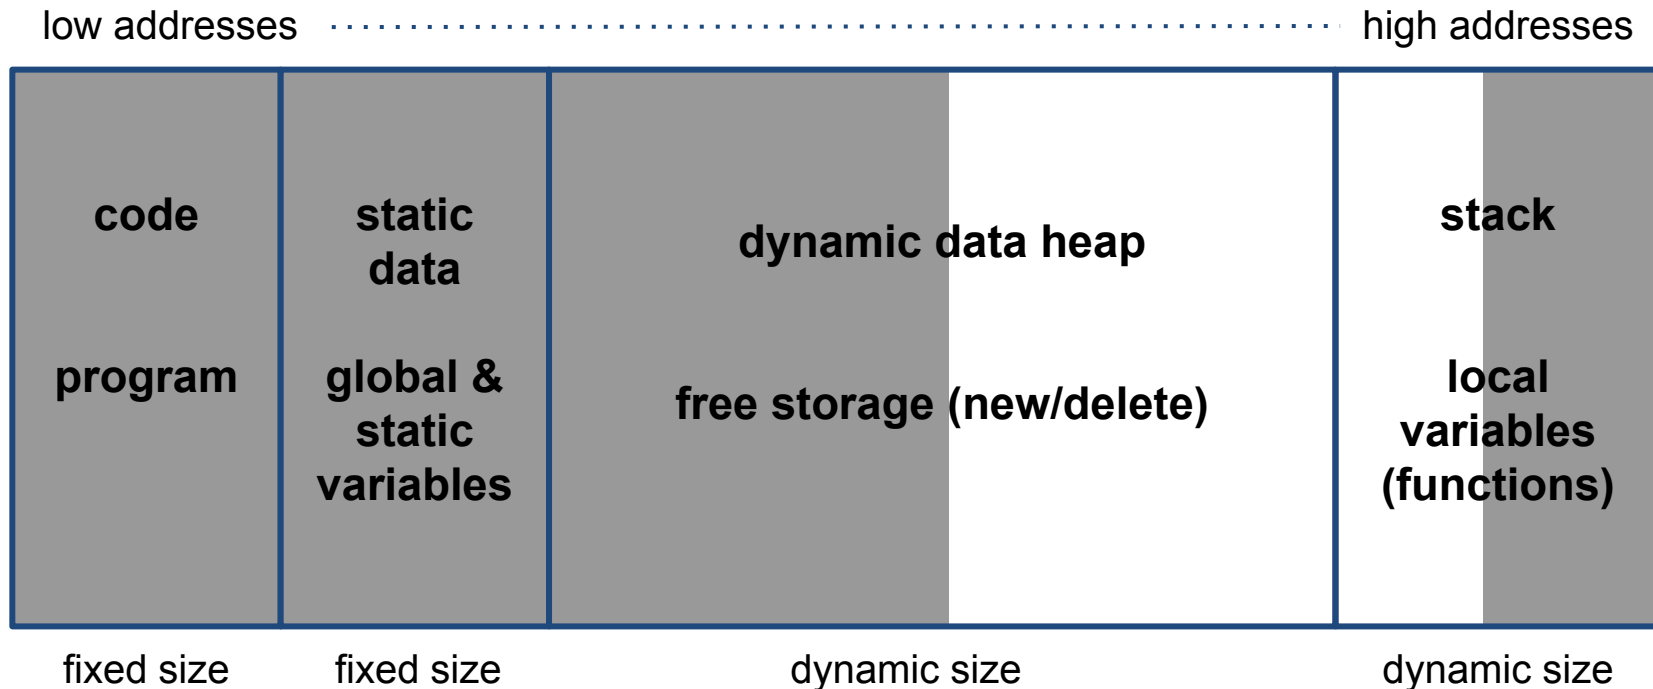 low addresses
high addresses
code
program
static
data
global &
static
variables
dynamic data heap
free storage (new/delete)
stack
local
variables
(functions)
fixed size
fixed size
dynamic size
dynamic size